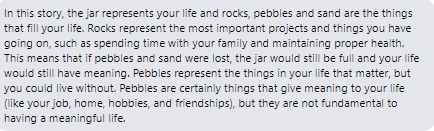 In this story, the jar represents your life and rocks, pebbles and sand are the things
that fill your life. Rocks represent the most important projects and things you have
going on, such as spending time with your family and maintaining proper health.
This means that if pebbles and sand were lost, the jar would still be full and your life
would still have meaning. Pebbles represent the things in your life that matter, but
you could live without. Pebbles are certainly things that give meaning to your life
(like your job, home, hobbies, and friendships), but they are not fundamental to
having a meaningful life.